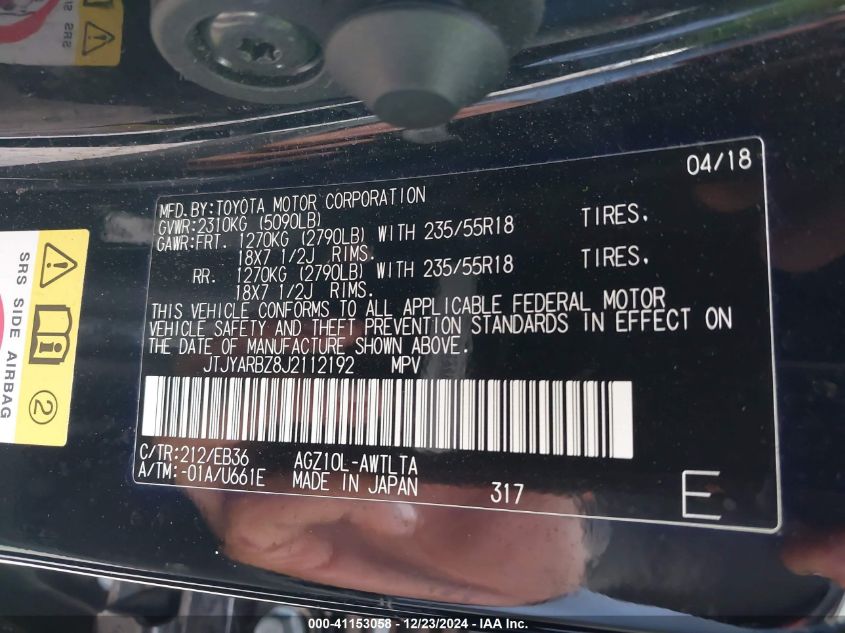 SRS
04/18
MFD.BY:TOYOTA MOTOR CORPORATION
GVWR:2310KG (5090LB)
GAWR:FRT. 1270KG (2790LB) WITH 235/55R18 TIRES,
18X7 1/2J RIMS.
RR. 1270KG (2790LB) WITH 235/55R18 TIRES,
18X7 1/2J RIMS.
THIS VEHICLE CONFORMS TO ALL APPLICABLE FEDERAL MOTOR
VEHICLE SAFETY AND THEFT PREVENTION STANDARDS IN EFFECT ON
THE DATE OF MANUFACTURE SHOWN ABOVE.
JTJYARBZ8J2112192 MPV
C/TR:212/EB36 AGZ10L-AWTLTA
A/TM:-01A/U661E MADE IN JAPAN 317 E
SRS SIDE AIRBAG
2
000-41153058 - 12/23/2024 - IAA Inc.